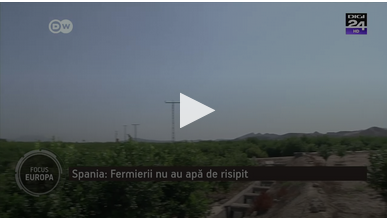 DW
DIGI
24
HD
FOCUS
EUROPA
Spania: Fermierii nu au apă de risipit